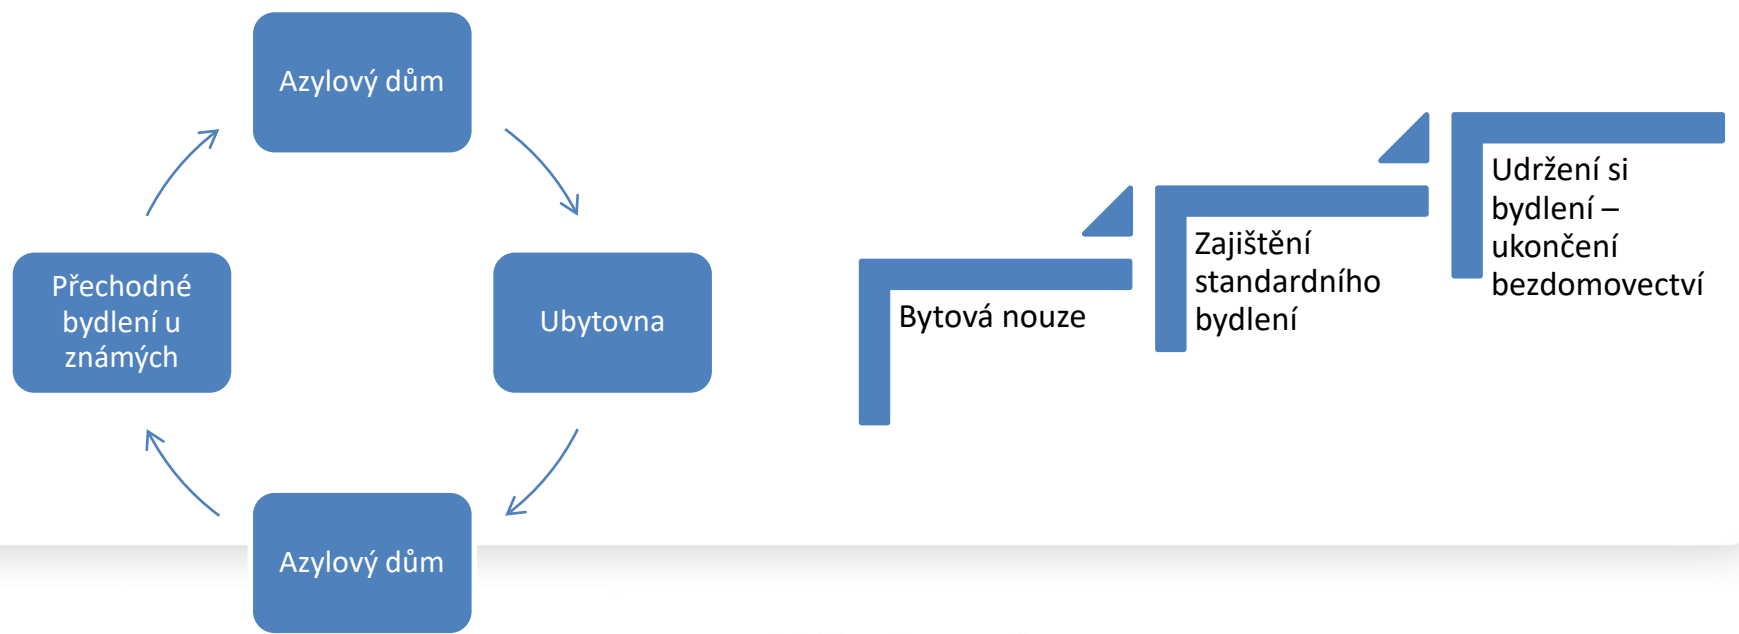 Azylový dům
Přechodné
bydlení u
známých
Ubytovna
Azylový dům
Bytová nouze
Zajištění
standardního
bydlení
Udržení si
bydlení –
ukončení
bezdomovectví